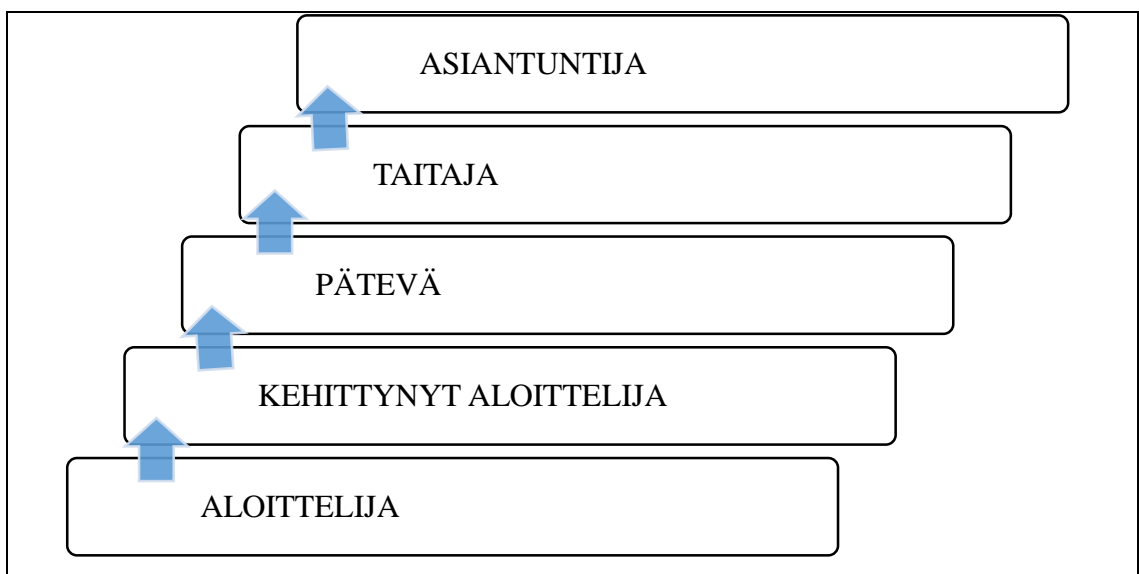 ASIANTUNTIJA
TAITAJA
PÄTEVÄ
KEHITTYNYT ALOITTELIJA
ALOITTELIJA